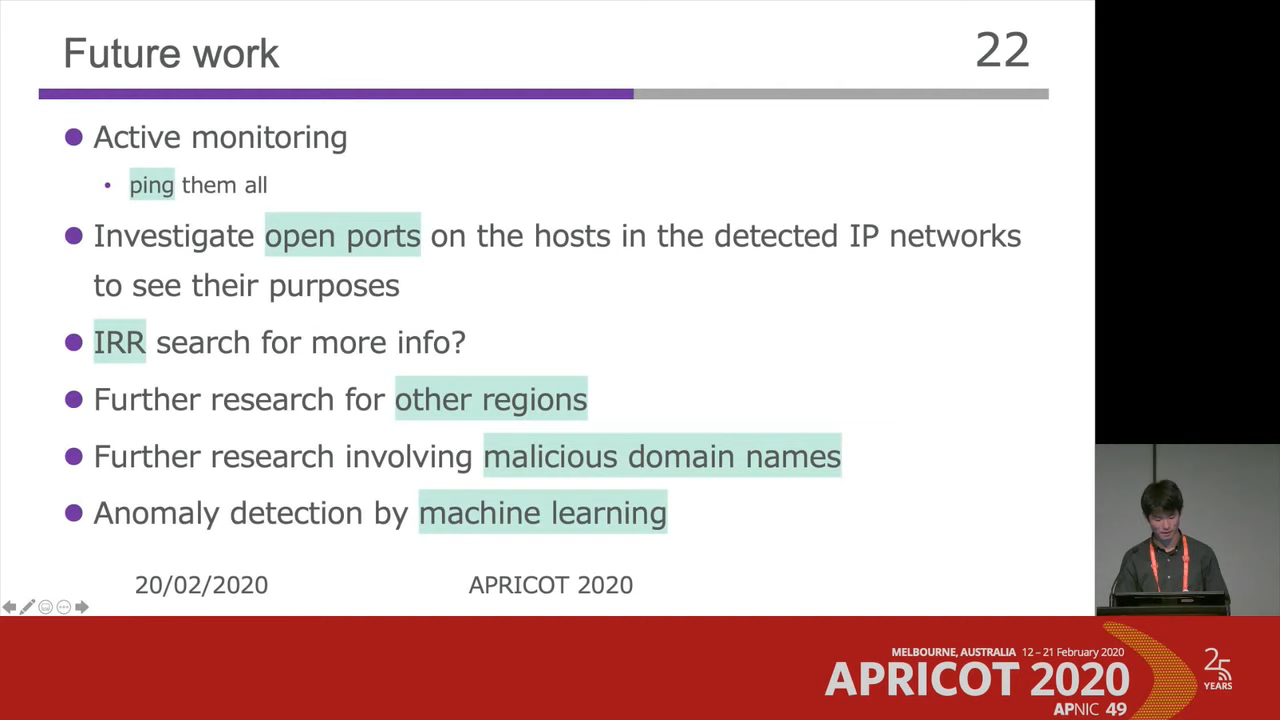 Future work
22
Active monitoring
ping them all
Investigate open ports on the hosts in the detected IP networks
to see their purposes
IRR search for more info?
Further research for other regions
Further research involving malicious domain names
Anomaly detection by machine learning
20/02/2020
APRICOT 2020
MELBOURNE, AUSTRALIA 12 – 21 February 2020
APRICOT 2020
APNIC 49
25
YEARS